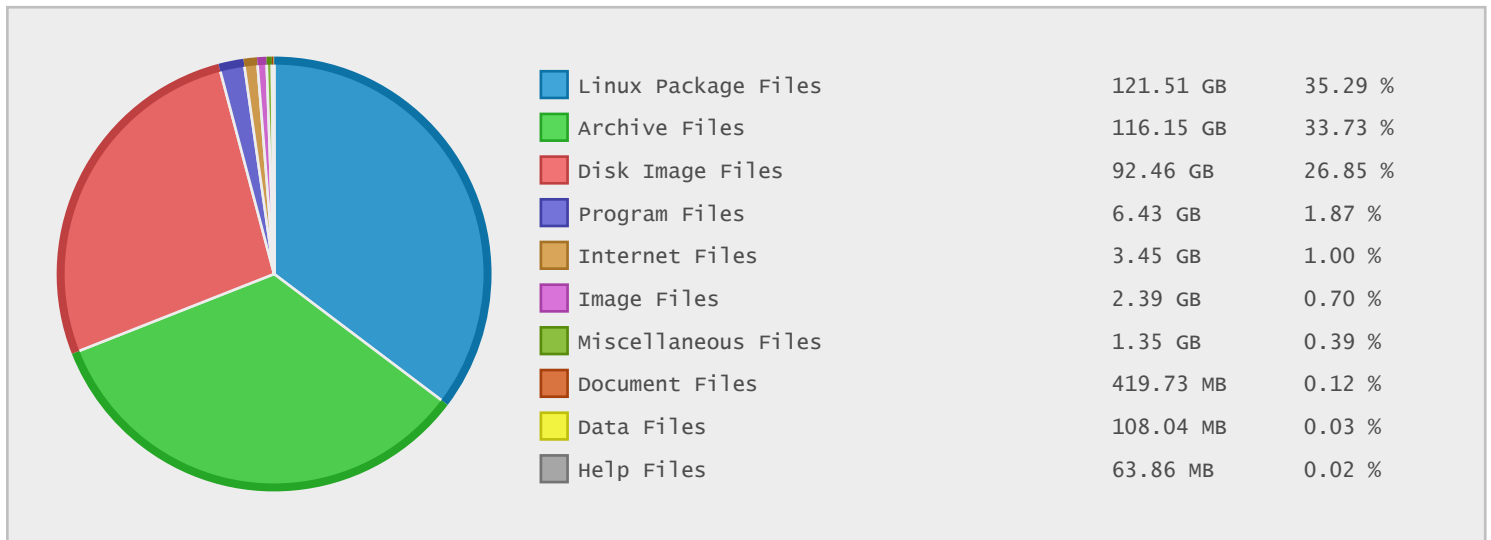 Linux Package Files 121.51 GB 35.29 %
Archive Files 116.15 GB 33.73 %
Disk Image Files 92.46 GB 26.85 %
Program Files 6.43 GB 1.87 %
Internet Files 3.45 GB 1.00 %
Image Files 2.39 GB 0.70 %
Miscellaneous Files 1.35 GB 0.39 %
Document Files 419.73 MB 0.12 %
Data Files 108.04 MB 0.03 %
Help Files 63.86 MB 0.02 %